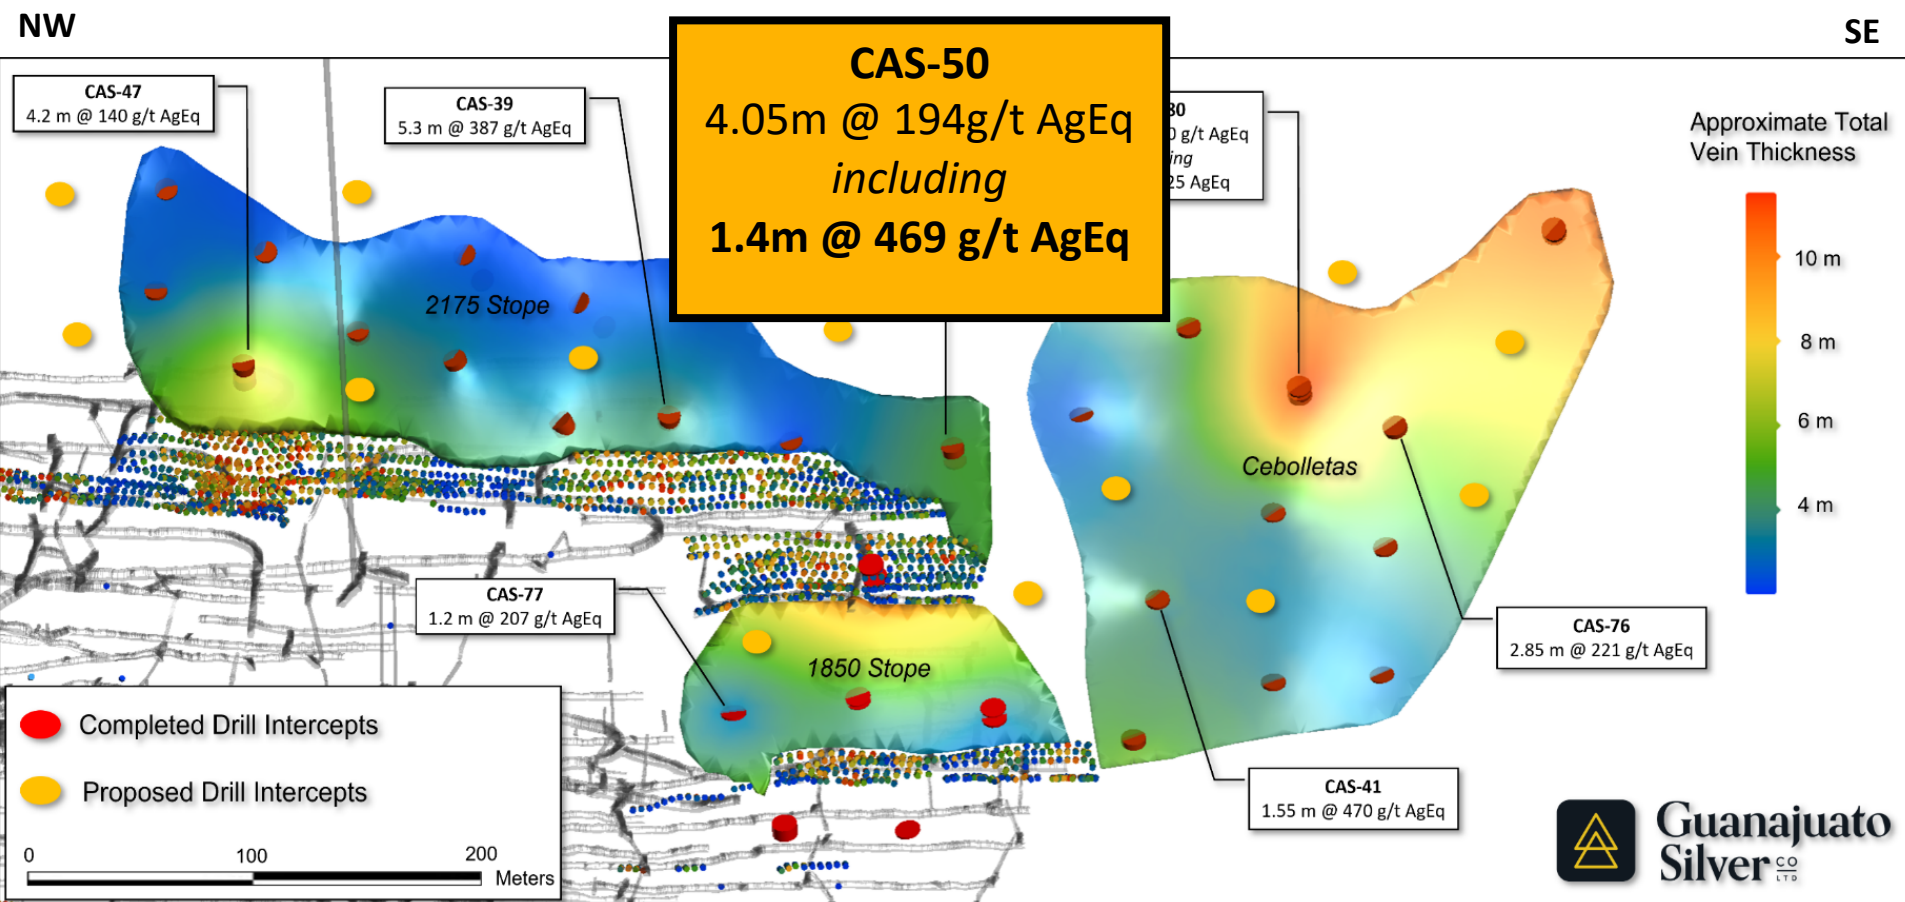 NW
SE
CAS-47
4.2 m @ 140 g/t AgEq
CAS-39
5.3 m @ 387 g/t AgEq
CAS-50
4.05m @ 194g/t AgEq
including
1.4m @ 469 g/t AgEq
g/t AgEq
AgEq
Approximate Total
Vein Thickness
10 m
8 m
6 m
4 m
2175 Stope
Cebolletas
CAS-77
1.2 m @ 207 g/t AgEq
1850 Stope
CAS-76
2.85 m @ 221 g/t AgEq
CAS-41
1.55 m @ 470 g/t AgEq
Completed Drill Intercepts
Proposed Drill Intercepts
0 100 200
Meters
Guanajuato
Silver CO LTD